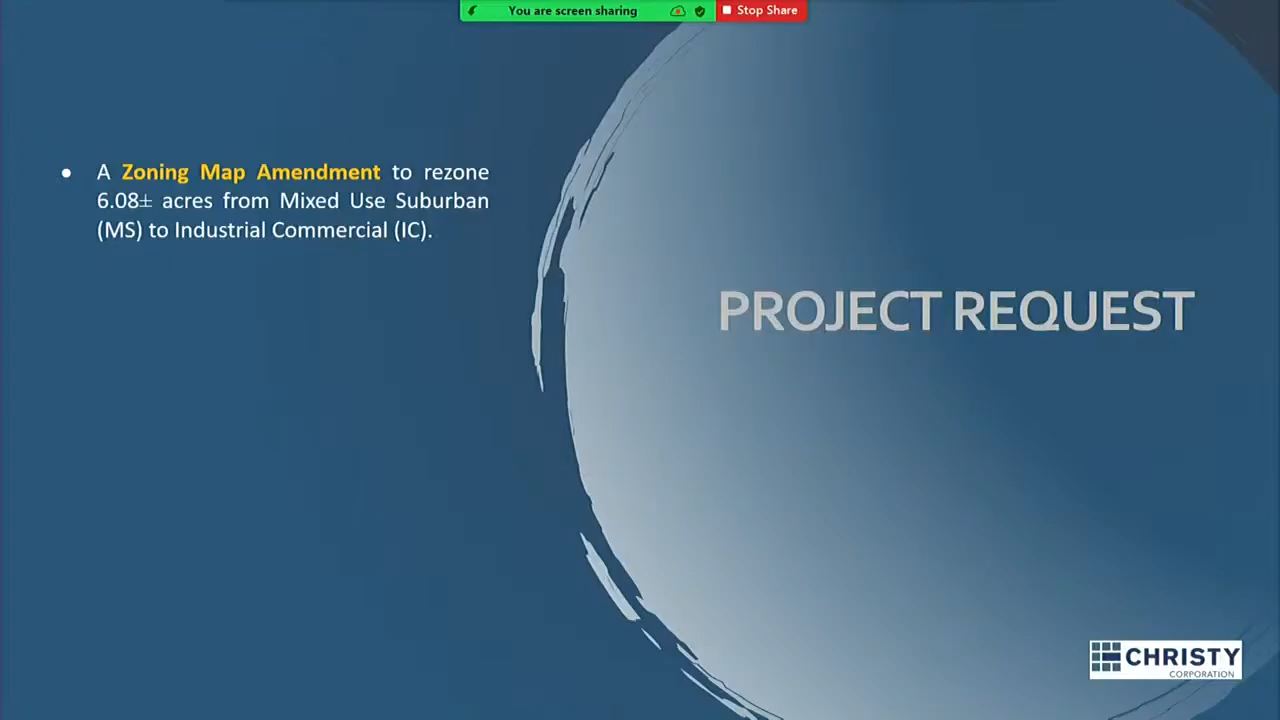 You are screen sharing
Stop Share
• A Zoning Map Amendment to rezone
6.08± acres from Mixed Use Suburban
(MS) to Industrial Commercial (IC).
PROJECT REQUEST
CHRISTY
CORPORATION